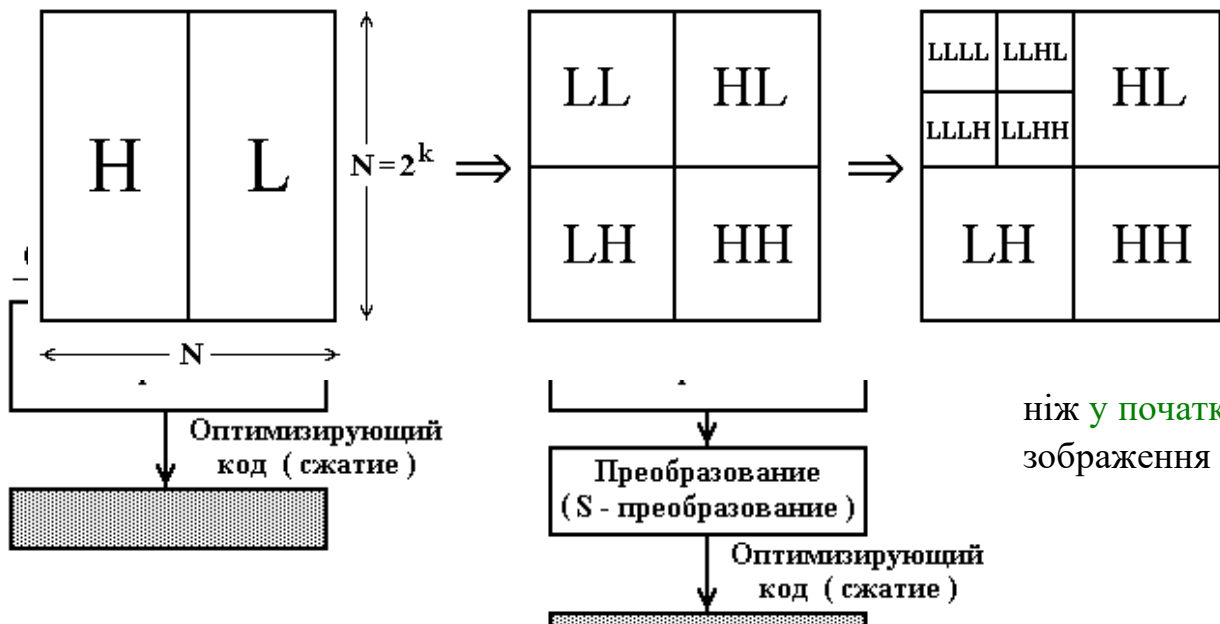 H L
N=2^k
⇒
LL HL
LH HH
⇒
LLLL LLHL
LLLH LLHH
HL
LH HH
N
Оптимизирующий
код ( сжатие )
Преобразование
( S - преобразование )
Оптимизирующий
код ( сжатие )
ніж у
зображення